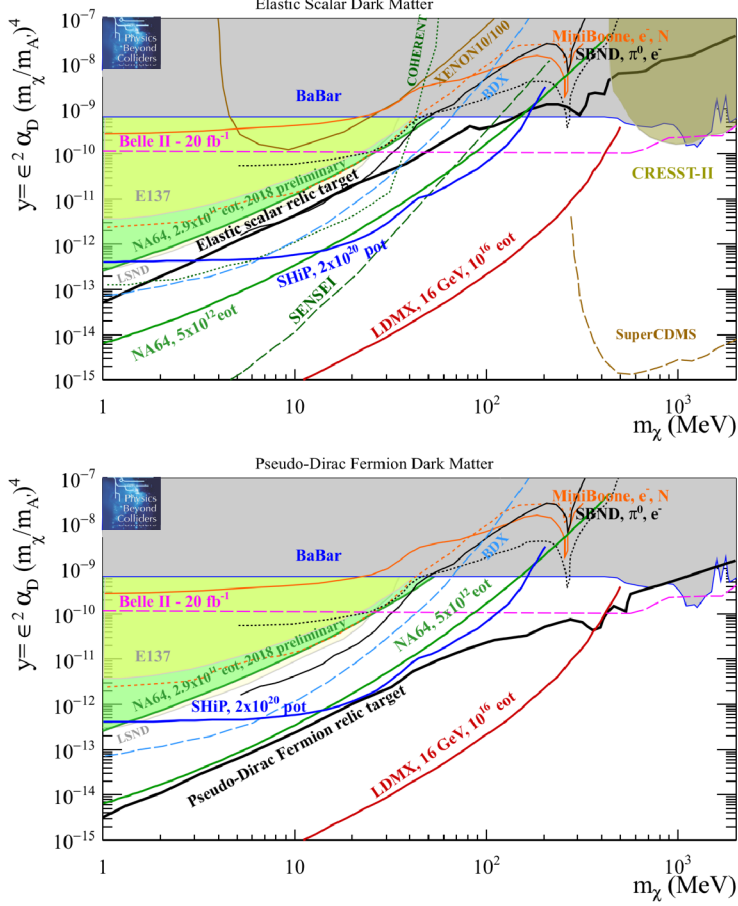 Elastic Scalar Dark Matter
y= ∈² α_D (m_χ/m_A')⁴
10⁻⁷
10⁻⁸
10⁻⁹
10⁻¹⁰
10⁻¹¹
10⁻¹²
10⁻¹³
10⁻¹⁴
10⁻¹⁵
Physics
Beyond
Colliders
COHERENT
XENON10/100
MiniBoone, e⁻, N
SBND, π⁰, e⁻
BDX
BaBar
Belle II - 20 fb⁻¹
CRESST-II
E137
NA64, 2.9x10¹¹ eot, 2018 preliminary
Elastic scalar relic target
LSND
SHiP, 2x10²⁰ pot
SENSEI
NA64, 5x10¹² eot
LDMX, 16 GeV, 10¹⁶ eot
SuperCDMS
1
10
10²
10³
m_χ (MeV)
Pseudo-Dirac Fermion Dark Matter
y= ∈² α_D (m_χ/m_A')⁴
10⁻⁷
10⁻⁸
10⁻⁹
10⁻¹⁰
10⁻¹¹
10⁻¹²
10⁻¹³
10⁻¹⁴
10⁻¹⁵
Physics
Beyond
Colliders
MiniBoone, e⁻, N
SBND, π⁰, e⁻
BDX
BaBar
Belle II - 20 fb⁻¹
NA64, 5x10¹² eot
E137
NA64, 2.9x10¹¹ eot, 2018 preliminary
SHiP, 2x10²⁰ pot
LSND
Pseudo-Dirac Fermion relic target
LDMX, 16 GeV, 10¹⁶ eot
1
10
10²
10³
m_χ (MeV)